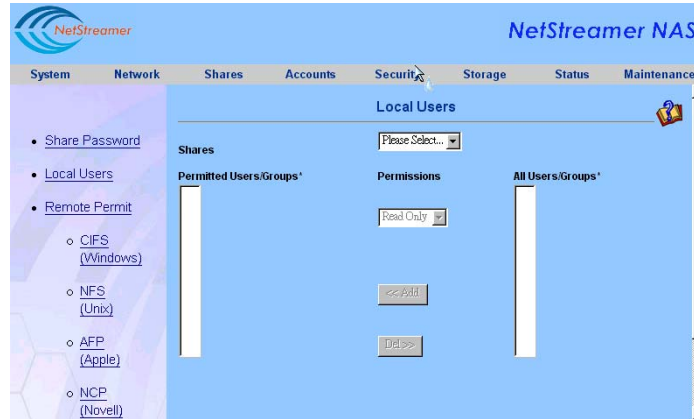 NetStreamer
NetStreamer NAS
System Network Shares Accounts Security Storage Status Maintenance
Local Users
• Share Password
• Local Users
• Remote Permit
CIFS
(Windows)
NFS
(Unix)
AFP
(Apple)
NCP
(Novell)
Shares
Please Select...
Permitted Users/Groups*
Permissions
All Users/Groups*
Read Only
<< Add
Del >>